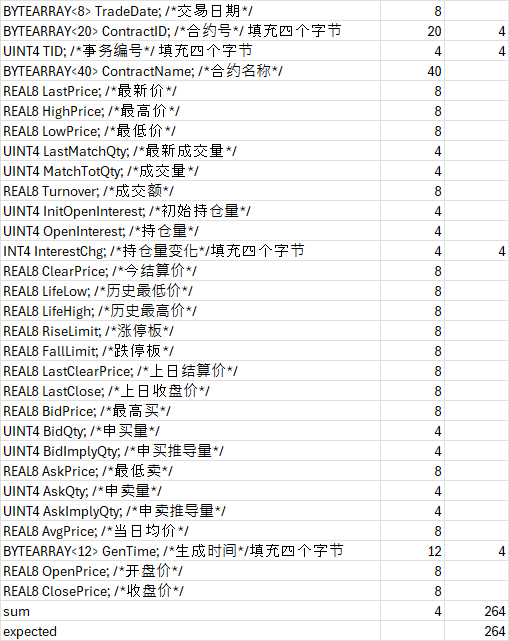 BYTEARRAY<8> TradeDate; /*交易日期*/ 8
BYTEARRAY<20> ContractID; /*合约号*/ 填充四个字节 20 4
UINT4 TID; /*事务编号*/ 填充四个字节 4 4
BYTEARRAY<40> ContractName; /*合约名称*/ 40
REAL8 LastPrice; /*最新价*/ 8
REAL8 HighPrice; /*最高价*/ 8
REAL8 LowPrice; /*最低价*/ 8
UINT4 LastMatchQty; /*最新成交量*/ 4
UINT4 MatchTotQty; /*成交量*/ 4
REAL8 Turnover; /*成交额*/ 8
UINT4 InitOpenInterest; /*初始持仓量*/ 4
UINT4 OpenInterest; /*持仓量*/ 4
INT4 InterestChg; /*持仓量变化*/填充四个字节 4 4
REAL8 ClearPrice; /*今结算价*/ 8
REAL8 LifeLow; /*历史最低价*/ 8
REAL8 LifeHigh; /*历史最高价*/ 8
REAL8 RiseLimit; /*涨停板*/ 8
REAL8 FallLimit; /*跌停板*/ 8
REAL8 LastClearPrice; /*上日结算价*/ 8
REAL8 LastClose; /*上日收盘价*/ 8
REAL8 BidPrice; /*最高买*/ 8
UINT4 BidQty; /*申买量*/ 4
UINT4 BidImplyQty; /*申买推导量*/ 4
REAL8 AskPrice; /*最低卖*/ 8
UINT4 AskQty; /*申卖量*/ 4
UINT4 AskImplyQty; /*申卖推导量*/ 4
REAL8 AvgPrice; /*当日均价*/ 8
BYTEARRAY<12> GenTime; /*生成时间*/填充四个字节 12 4
REAL8 OpenPrice; /*开盘价*/ 8
REAL8 ClosePrice; /*收盘价*/ 8
sum 4 264
expected 264